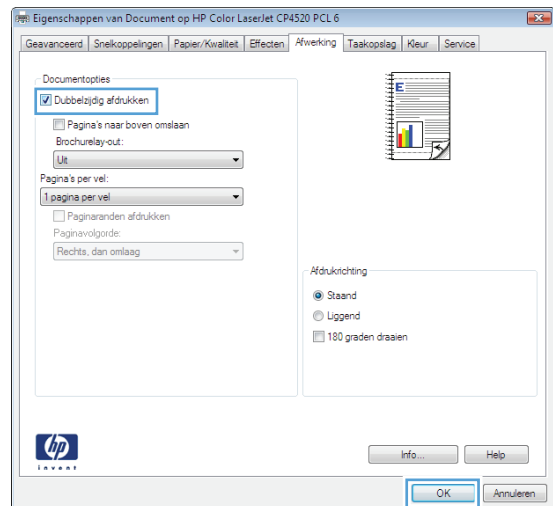 Eigenschappen van Document op HP Color LaserJet CP4520 PCL 6
Geavanceerd Snelkoppelingen Papier/Kwaliteit Effecten Afwerking Taakopslag Kleur Service
Documentopties
Dubbelzijdig afdrukken
Pagina's naar boven omslaan
Brochurelay-out:
Uit
Pagina's per vel:
1 pagina per vel
Paginaranden afdrukken
Paginavolgorde:
Rechts, dan omlaag
E
Afdrukrichting
Staand
Liggend
180 graden draaien
hp
invent
Info... Help
OK Annuleren